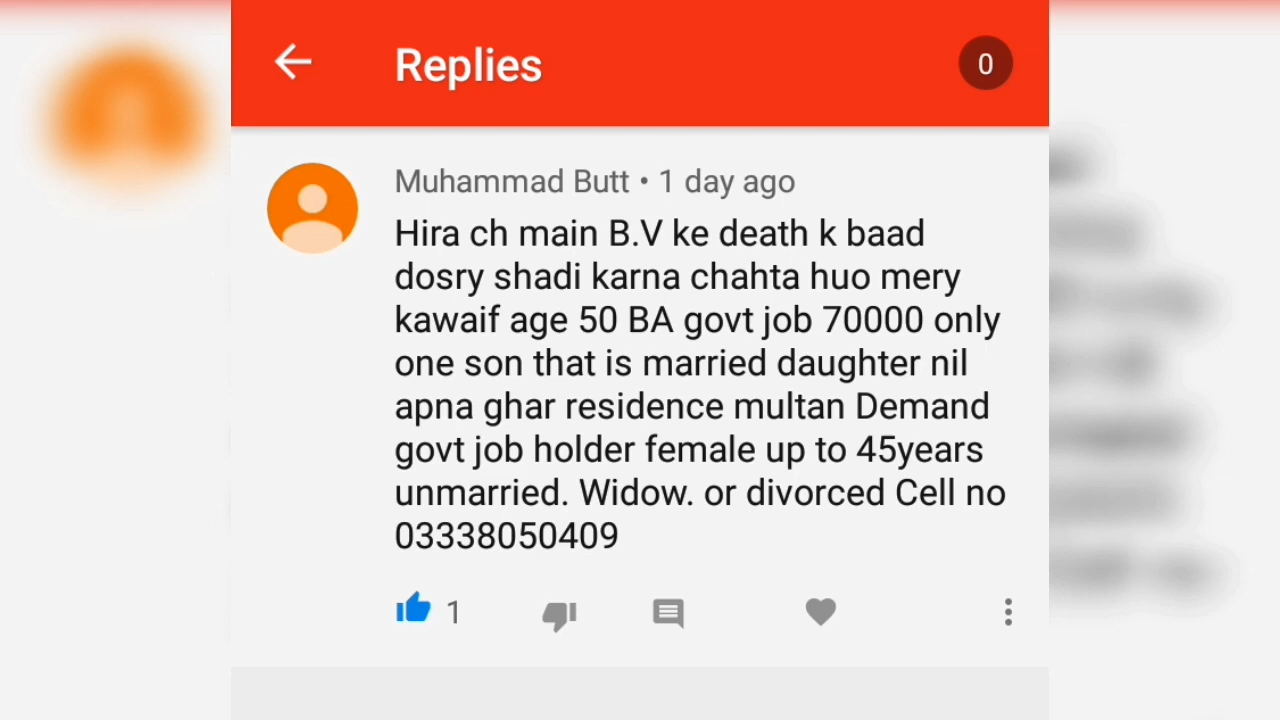 Replies
0
Muhammad Butt • 1 day ago
Hira ch main B.V ke death k baad
dosry shadi karna chahta huo mery
kawaif age 50 BA govt job 70000 only
one son that is married daughter nil
apna ghar residence multan Demand
govt job holder female up to 45years
unmarried. Widow. or divorced Cell no
03338050409
1